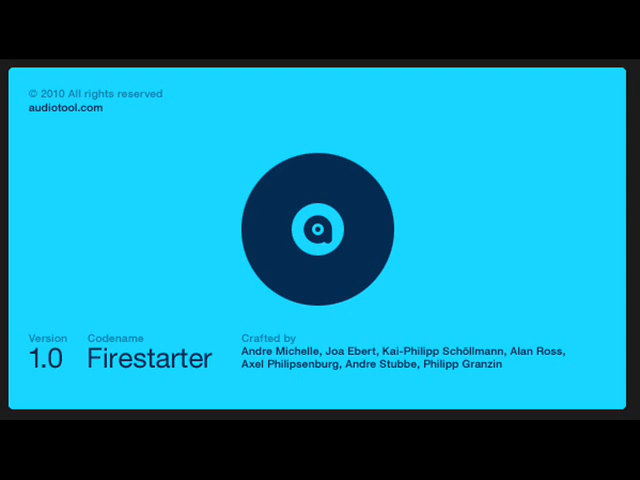 © 2010 All rights reserved
audiotool.com
Version
1.0
Codename
Firestarter
Crafted by
Andre Michelle, Joa Ebert, Kai-Philipp Schöllmann, Alan Ross,
Axel Philipsenburg, Andre Stubbe, Philipp Granzin